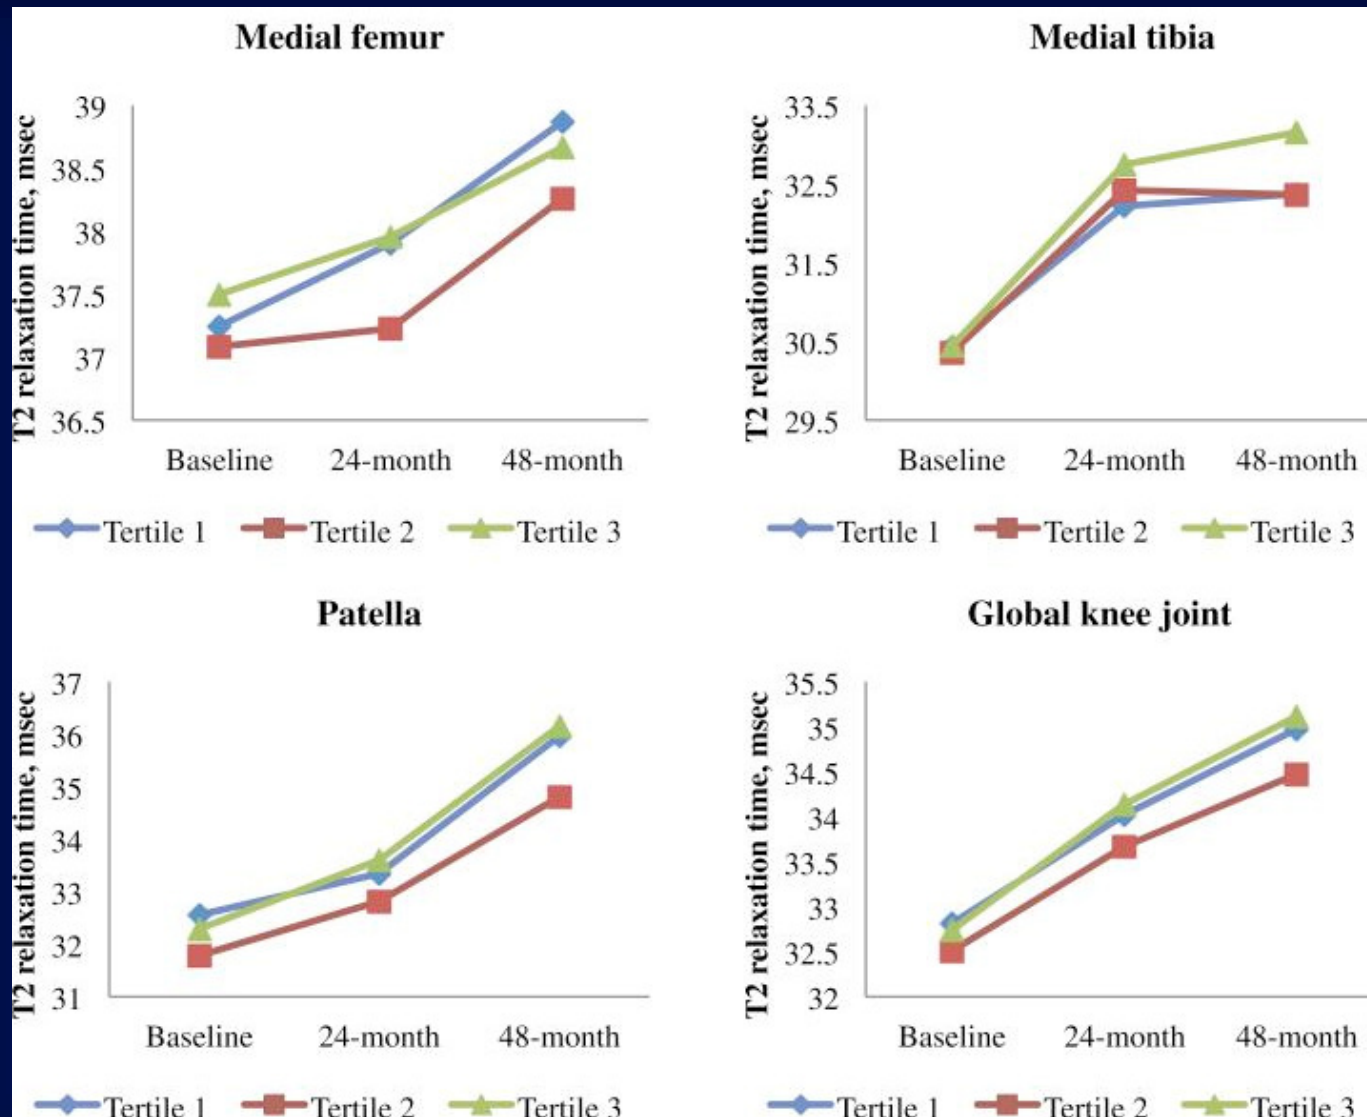 Medial femur
T2 relaxation time, msec
39
38.5
38
37.5
37
36.5
Baseline 24-month 48-month
Tertile 1 Tertile 2 Tertile 3
Medial tibia
T2 relaxation time, msec
33.5
32.5
31.5
30.5
29.5
Baseline 24-month 48-month
Tertile 1 Tertile 2 Tertile 3
Patella
T2 relaxation time, msec
37
36
35
34
33
32
31
Baseline 24-month 48-month
Tertile 1 Tertile 2 Tertile 3
Global knee joint
T2 relaxation time, msec
35.5
35
34.5
34
33.5
33
32.5
32
Baseline 24-month 48-month
Tertile 1 Tertile 2 Tertile 3